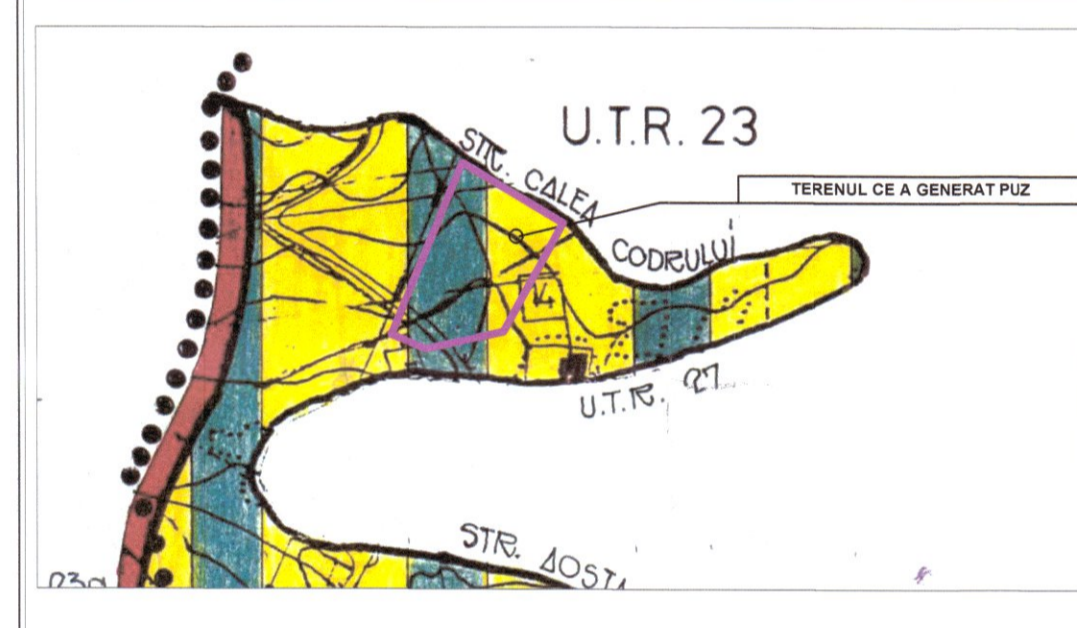 U.T.R. 23
STR. CALEA
TERENUL CE A GENERAT PUZ
CODRULUI
U.T.R. 27
STR. AOSTA